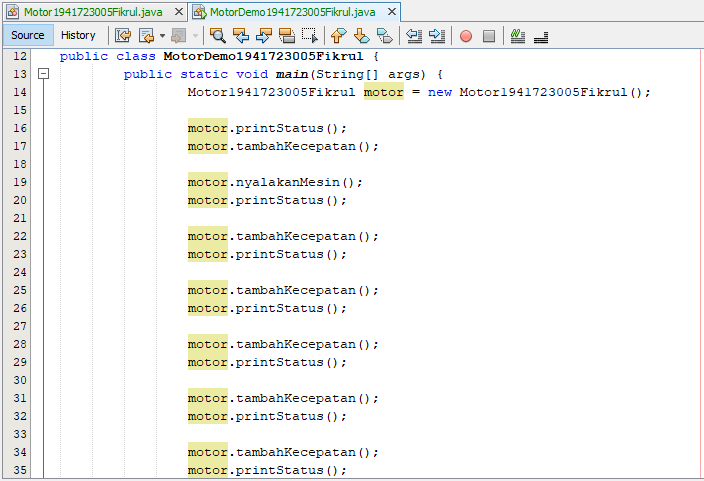 Motor1941723005Fikrul.java MotorDemo1941723005Fikrul.java
Source History
12 public class MotorDemo1941723005Fikrul {
13 public static void main(String[] args) {
14 Motor1941723005Fikrul motor = new Motor1941723005Fikrul();
15
16 motor.printStatus();
17 motor.tambahKecepatan();
18
19 motor.nyalakanMesin();
20 motor.printStatus();
21
22 motor.tambahKecepatan();
23 motor.printStatus();
24
25 motor.tambahKecepatan();
26 motor.printStatus();
27
28 motor.tambahKecepatan();
29 motor.printStatus();
30
31 motor.tambahKecepatan();
32 motor.printStatus();
33
34 motor.tambahKecepatan();
35 motor.printStatus();